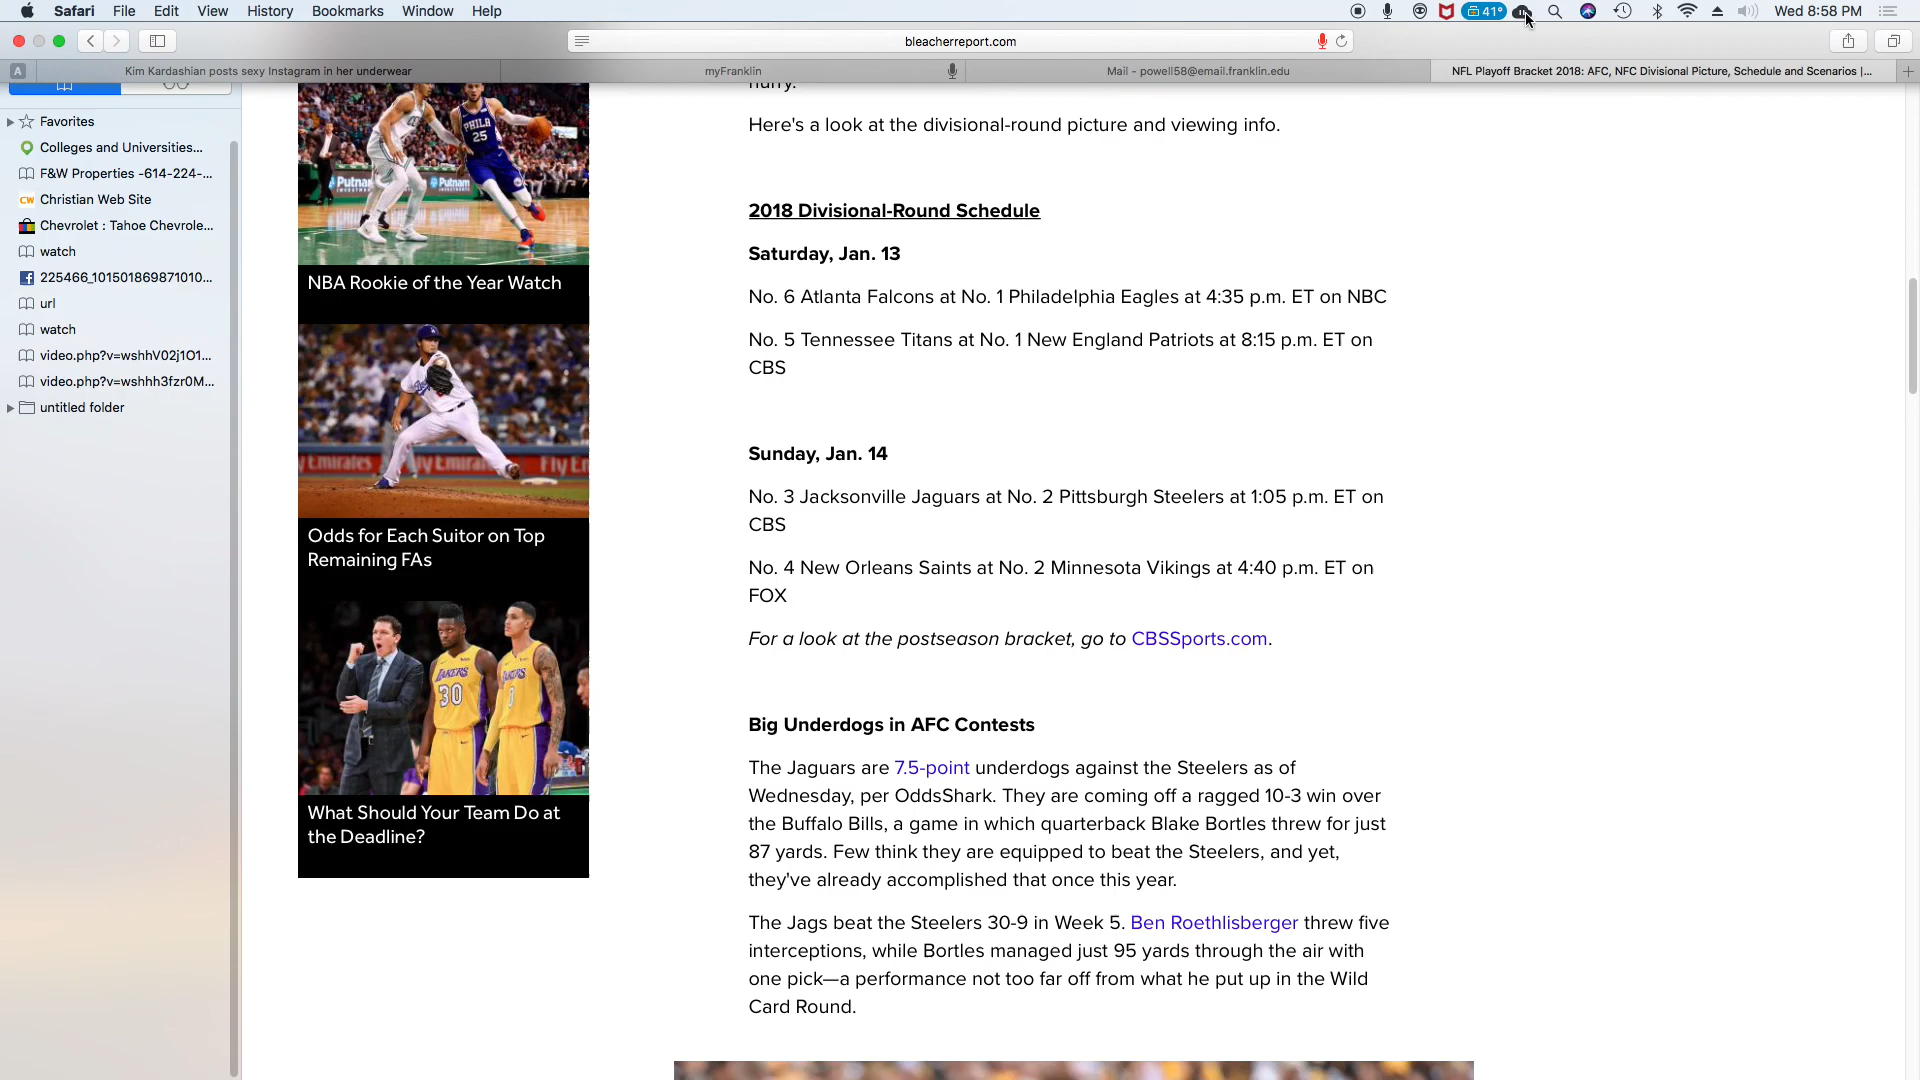 Safari File Edit View History Bookmarks Window Help
41° Wed 8:58 PM
bleacherreport.com
A Kim Kardashian posts sexy Instagram in her underwear myFranklin Mail - powell58@email.franklin.edu NFL Playoff Bracket 2018: AFC, NFC Divisional Picture, Schedule and Scenarios |...
Favorites
Colleges and Universities...
F&W Properties -614-224-...
CW Christian Web Site
Chevrolet : Tahoe Chevrole...
watch
225466_101501869871010...
url
watch
video.php?v=wshhV02j1O1...
video.php?v=wshhh3fzr0M...
untitled folder
PHILA
25
Putnam
Putnam
NBA Rookie of the Year Watch
Emirates
Fly Emirates
Odds for Each Suitor on Top
Remaining FAs
LAKERS
30
What Should Your Team Do at
the Deadline?
flurry.
Here's a look at the divisional-round picture and viewing info.
2018 Divisional-Round Schedule
Saturday, Jan. 13
No. 6 Atlanta Falcons at No. 1 Philadelphia Eagles at 4:35 p.m. ET on NBC
No. 5 Tennessee Titans at No. 1 New England Patriots at 8:15 p.m. ET on
CBS
Sunday, Jan. 14
No. 3 Jacksonville Jaguars at No. 2 Pittsburgh Steelers at 1:05 p.m. ET on
CBS
No. 4 New Orleans Saints at No. 2 Minnesota Vikings at 4:40 p.m. ET on
FOX
For a look at the postseason bracket, go to CBSSports.com.
Big Underdogs in AFC Contests
The Jaguars are 7.5-point underdogs against the Steelers as of
Wednesday, per OddsShark. They are coming off a ragged 10-3 win over
the Buffalo Bills, a game in which quarterback Blake Bortles threw for just
87 yards. Few think they are equipped to beat the Steelers, and yet,
they've already accomplished that once this year.
The Jags beat the Steelers 30-9 in Week 5. Ben Roethlisberger threw five
interceptions, while Bortles managed just 95 yards through the air with
one pick—a performance not too far off from what he put up in the Wild
Card Round.